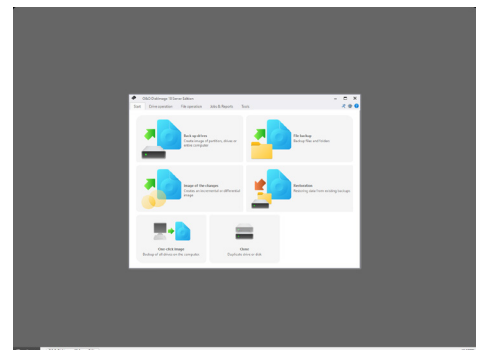 O&O DiskImage 10 Server Edition
Start Drive operation File operation Jobs & Reports Tools
Back up drives
Create image of partition, drives or
entire computer
File backup
Backup files and folders
Image of the changes
Creates an incremental or differential
image
Restoration
Restoring data from existing backups
One-click image
Backup of all drives on the computer.
Clone
Duplicate drive or disk